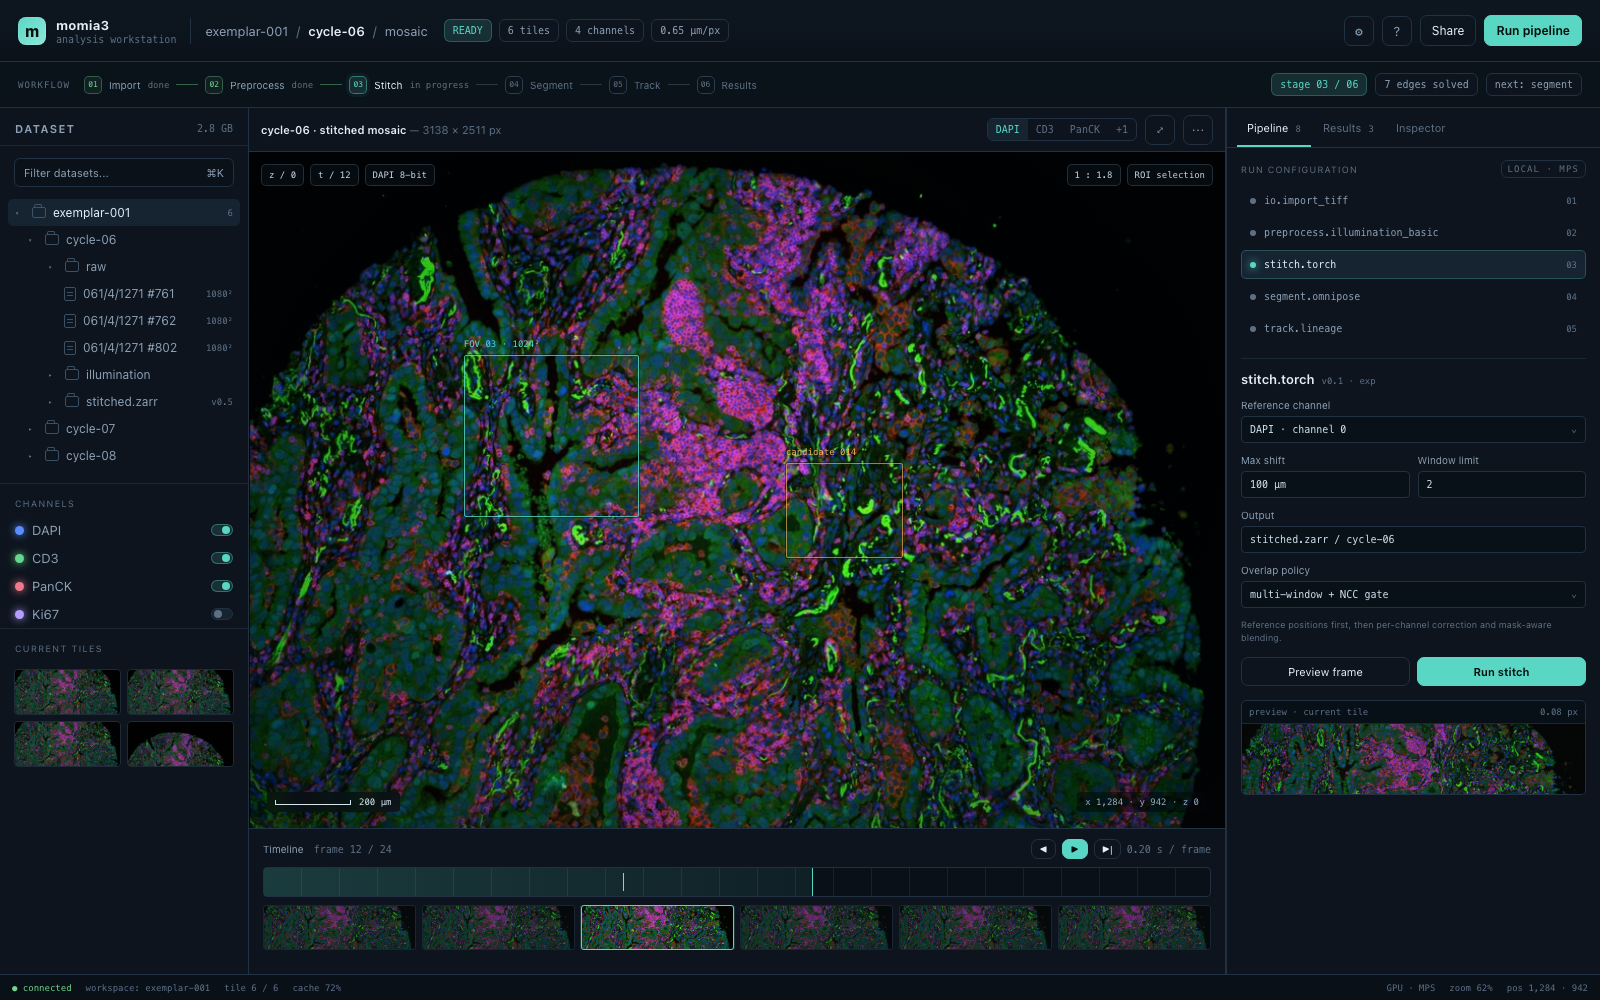 m momia3 analysis workstation exemplar-001 / cycle-06 / mosaic READY 6 tiles 4 channels 0.65 µm/px ? Share Run pipeline
WORKFLOW 01 Import done 02 Preprocess done 03 Stitch in progress 04 Segment 05 Track 06 Results stage 03 / 06 7 edges solved next: segment
DATASET 2.8 GB
Filter datasets... ⌘K
exemplar-001 6
cycle-06
raw
061/4/1271 #761 1080²
061/4/1271 #762 1080²
061/4/1271 #802 1080²
illumination
stitched.zarr v0.5
cycle-07
cycle-08
CHANNELS
DAPI
CD3
PanCK
Ki67
CURRENT TILES
cycle-06 · stitched mosaic — 3138 × 2511 px DAPI CD3 PanCK +1 ⤢ ···
z / 0 t / 12 DAPI 8-bit 1 : 1.8 ROI selection
FOV 03 · 1024²
candidate 014
200 µm x 1,284 · y 942 · z 0
Timeline frame 12 / 24 0.20 s / frame
Pipeline 8 Results 3 Inspector
RUN CONFIGURATION LOCAL · MPS
io.import_tiff 01
preprocess.illumination_basic 02
stitch.torch 03
segment.omnipose 04
track.lineage 05
stitch.torch v0.1 · exp
Reference channel
DAPI · channel 0
Max shift Window limit
100 µm 2
Output
stitched.zarr / cycle-06
Overlap policy
multi-window + NCC gate
Reference positions first, then per-channel correction and mask-aware
blending.
Preview frame Run stitch
preview · current tile 0.08 px
connected workspace: exemplar-001 tile 6 / 6 cache 72% GPU · MPS zoom 62% pos 1,284 · 942